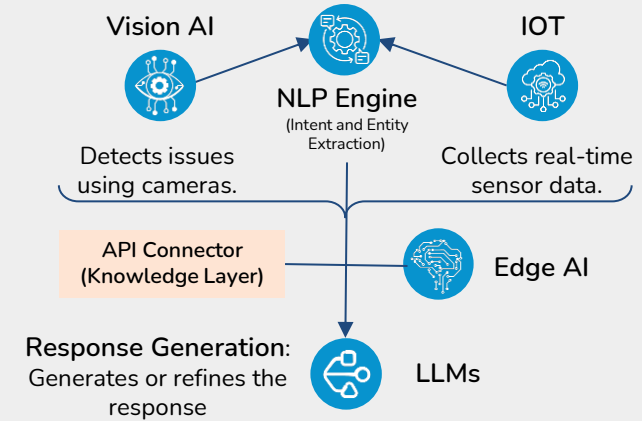 Vision AI
IOT
NLP Engine
(Intent and Entity
Extraction)
Detects issues
using cameras.
Collects real-time
sensor data.
API Connector
(Knowledge Layer)
Edge AI
Response Generation:
Generates or refines the
response
LLMs